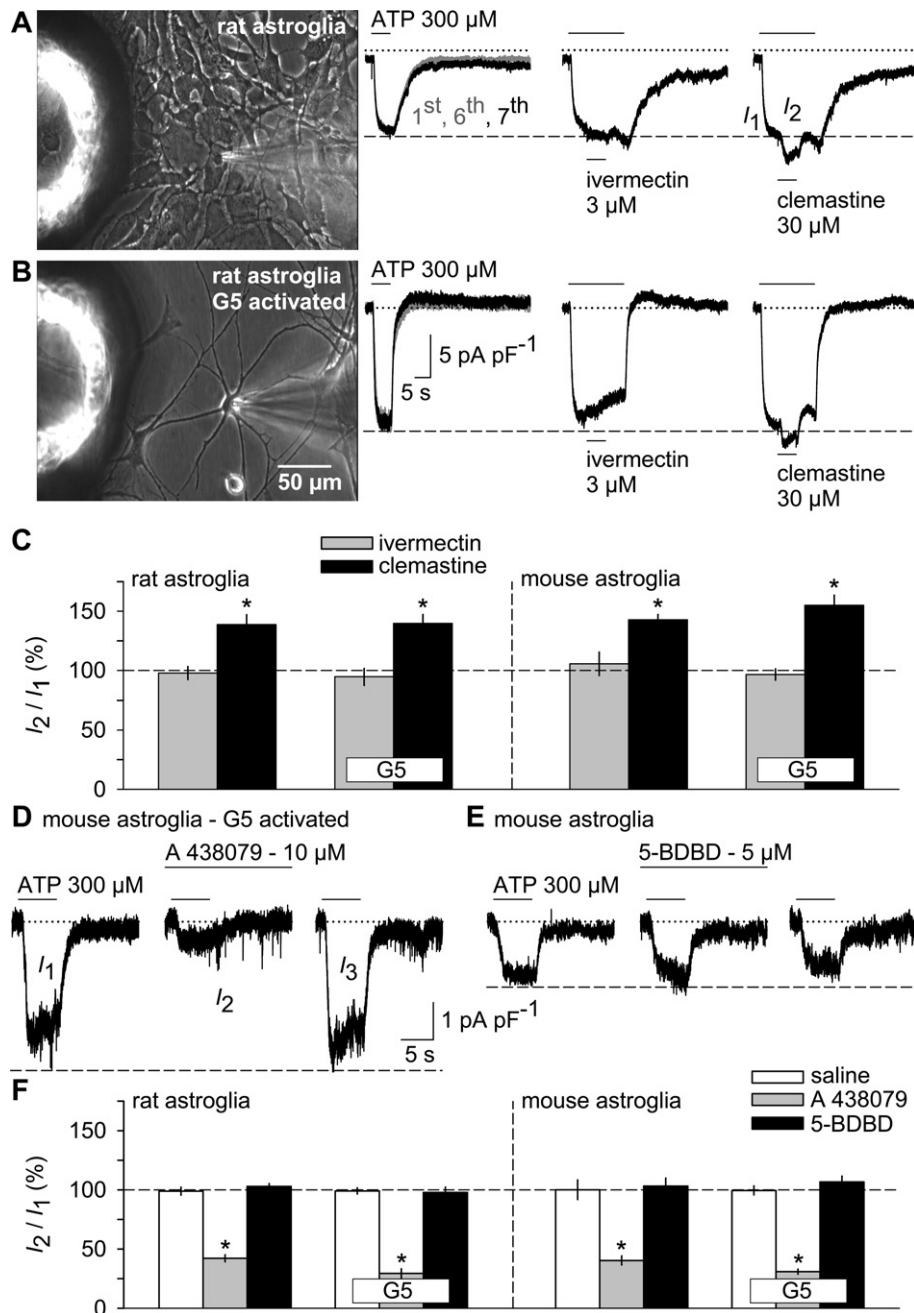 A
rat astroglia
ATP 300 µM
1st, 6th, 7th
I1
I2
ivermectin
3 µM
clemastine
30 µM
B
rat astroglia
G5 activated
ATP 300 µM
5 pA pF-1
5 s
50 µm
ivermectin
3 µM
clemastine
30 µM
C
ivermectin
clemastine
rat astroglia
mouse astroglia
I2 / I1 (%)
150
100
50
0
*
*
*
*
G5
G5
D mouse astroglia - G5 activated
A 438079 - 10 µM
ATP 300 µM
I1
I2
I3
1 pA pF-1
5 s
E mouse astroglia
5-BDBD - 5 µM
ATP 300 µM
F
rat astroglia
mouse astroglia
saline
A 438079
5-BDBD
I2 / I1 (%)
150
100
50
0
*
*
*
*
G5
G5